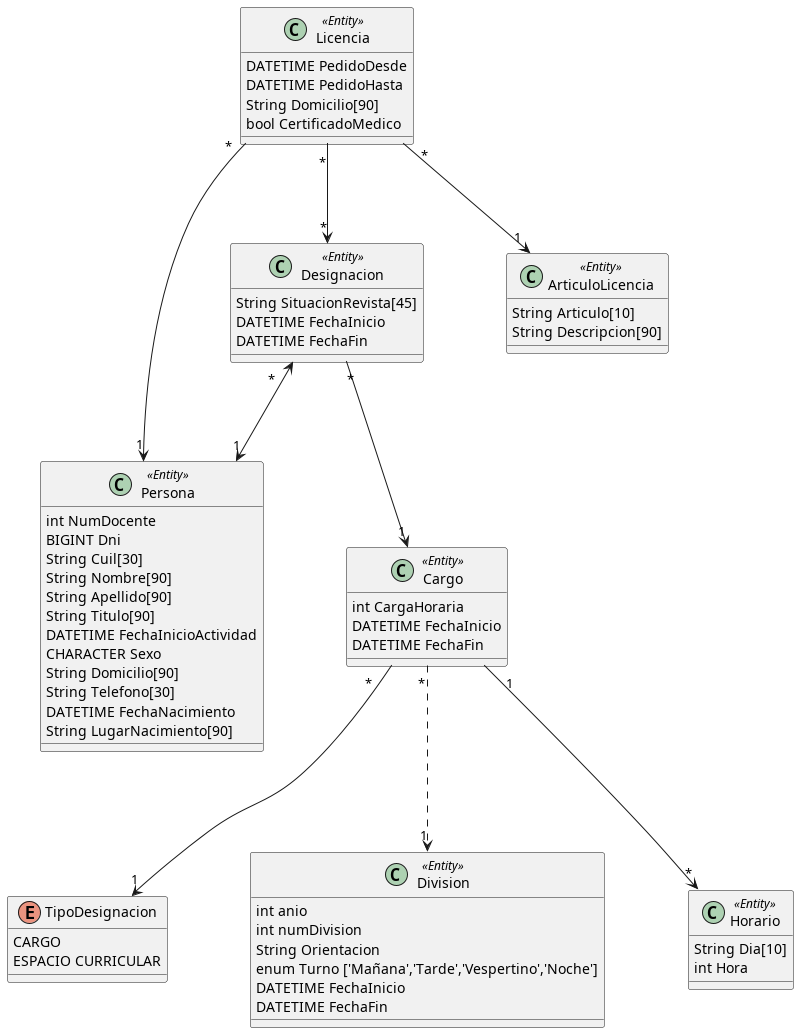 C
«Entity»
Licencia
DATETIME PedidoDesde
DATETIME PedidoHasta
String Domicilio[90]
bool CertificadoMedico
*
*
*
*
1
C
«Entity»
Designacion
String SituacionRevista[45]
DATETIME FechaInicio
DATETIME FechaFin
C
«Entity»
ArticuloLicencia
String Articulo[10]
String Descripcion[90]
*
*
1
1
C
«Entity»
Persona
int NumDocente
BIGINT Dni
String Cuil[30]
String Nombre[90]
String Apellido[90]
String Titulo[90]
DATETIME FechaInicioActividad
CHARACTER Sexo
String Domicilio[90]
String Telefono[30]
DATETIME FechaNacimiento
String LugarNacimiento[90]
1
C
«Entity»
Cargo
int CargaHoraria
DATETIME FechaInicio
DATETIME FechaFin
*
*
1
1
1
*
E
TipoDesignacion
CARGO
ESPACIO CURRICULAR
C
«Entity»
Division
int anio
int numDivision
String Orientacion
enum Turno ['Mañana','Tarde','Vespertino','Noche']
DATETIME FechaInicio
DATETIME FechaFin
C
«Entity»
Horario
String Dia[10]
int Hora